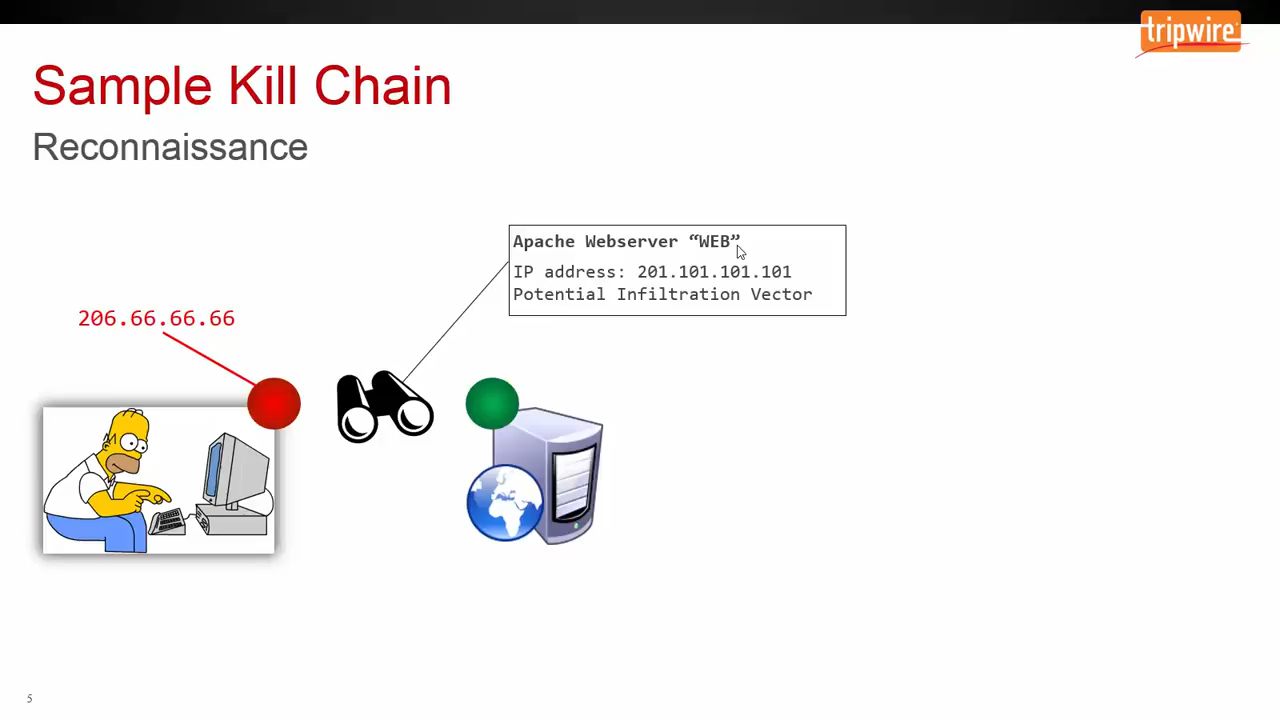 tripwire
Sample Kill Chain
Reconnaissance
Apache Webserver “WEB”
IP address: 201.101.101.101
Potential Infiltration Vector
206.66.66.66
5